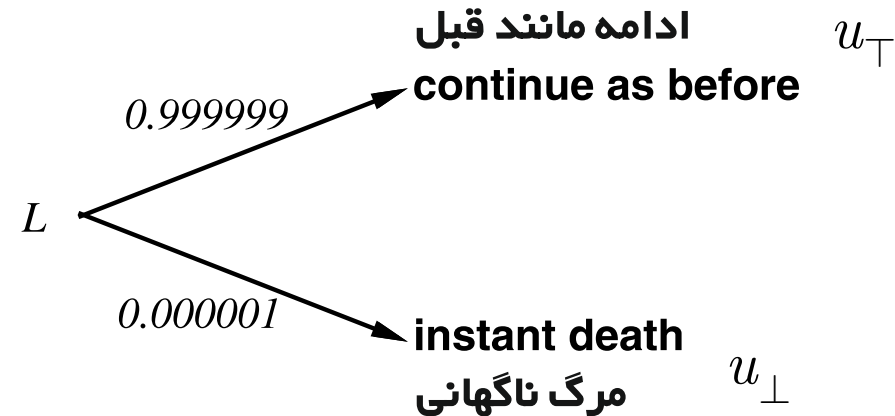 ادامه مانند قبل
u⊤
continue as before
0.999999
L
0.000001
instant death
u⊥
مرگ ناگهانی